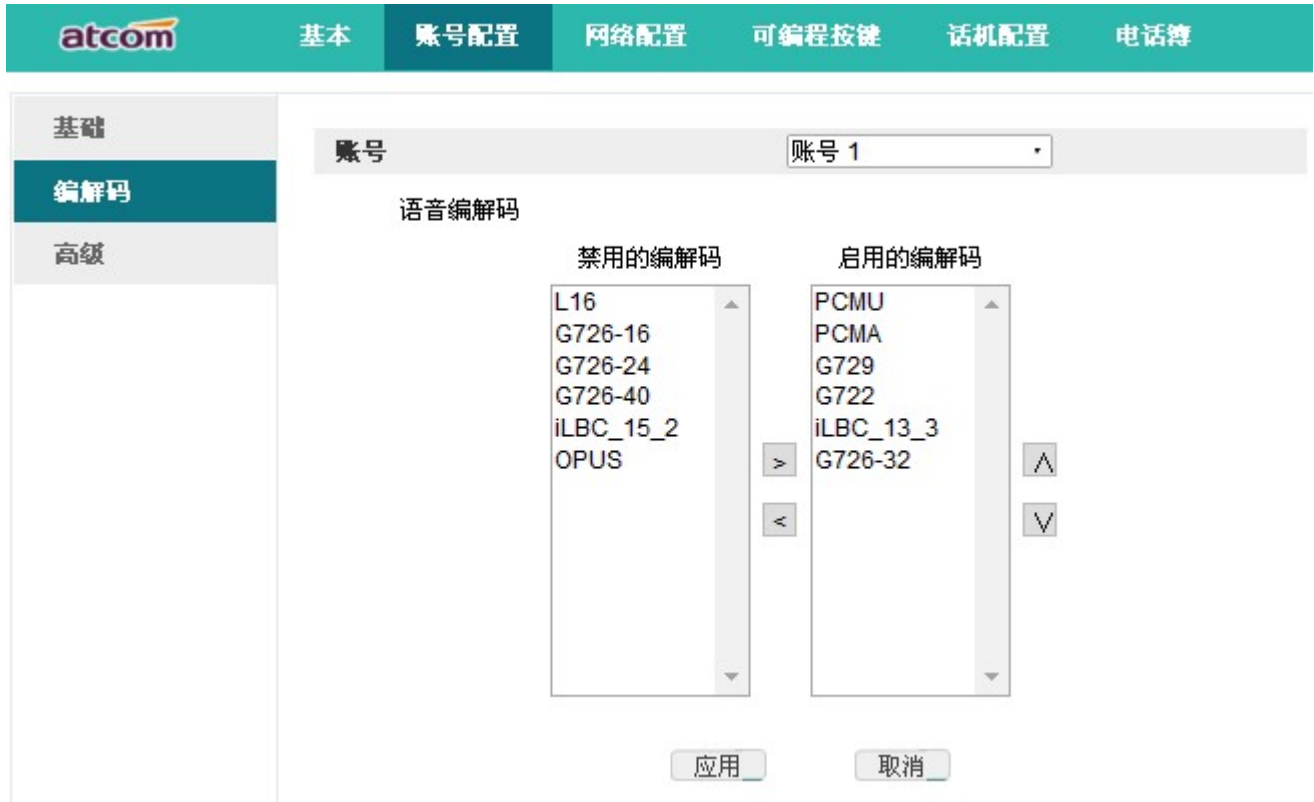 atcom 基本 账号配置 网络配置 可编程按键 话机配置 电话簿
基础
编解码
高级
账号 账号 1
语音编解码
禁用的编解码 启用的编解码
L16 PCMU
G726-16 PCMA
G726-24 G729
G726-40 G722
iLBC_15_2 iLBC_13_3
OPUS > G726-32 ⋀
< ⋁
应用 取消